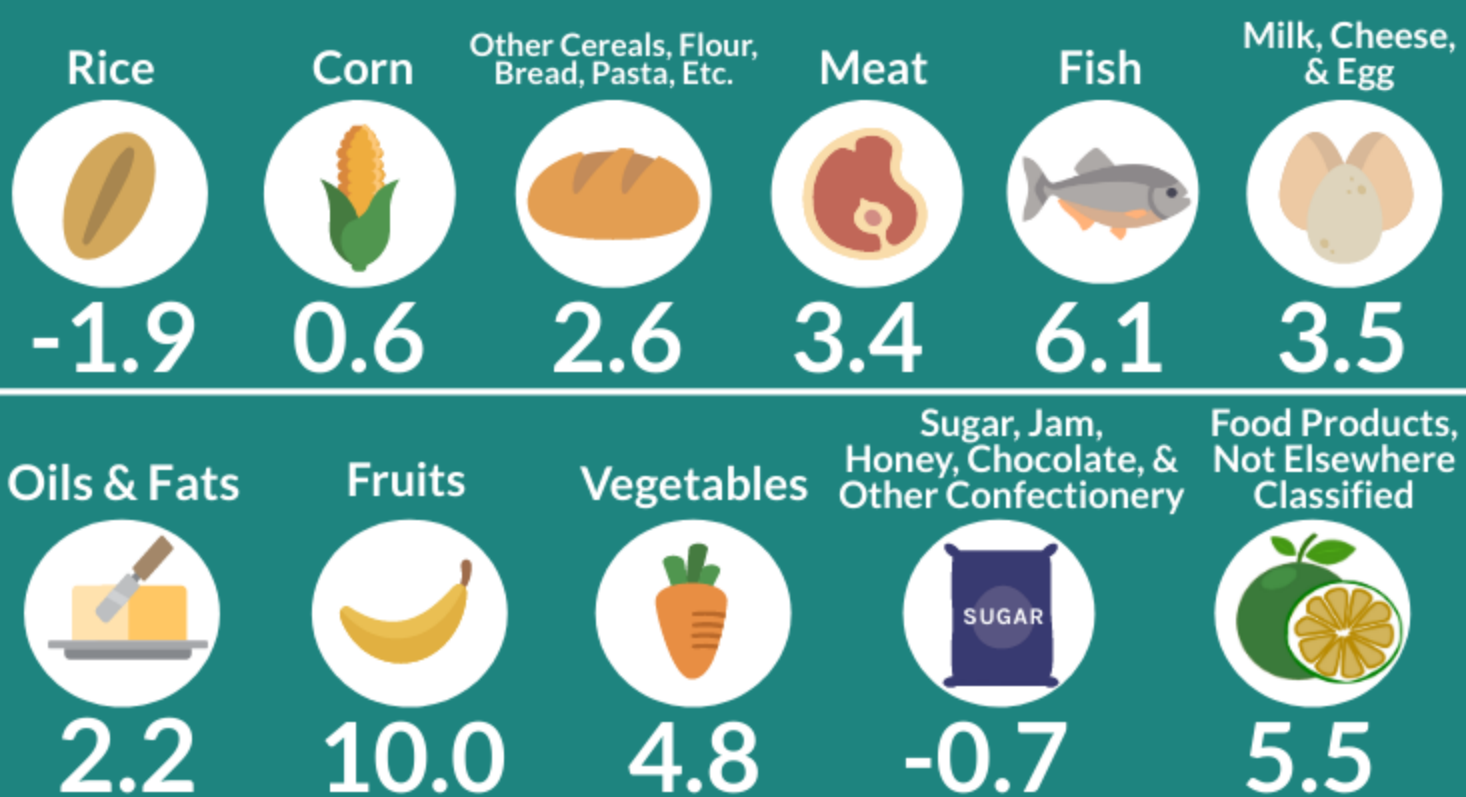 Rice
Corn
Other Cereals, Flour,
Bread, Pasta, Etc.
Meat
Fish
Milk, Cheese,
& Egg
-1.9
0.6
2.6
3.4
6.1
3.5
Oils & Fats
Fruits
Vegetables
Sugar, Jam,
Honey, Chocolate, &
Other Confectionery
Food Products,
Not Elsewhere
Classified
SUGAR
2.2
10.0
4.8
-0.7
5.5